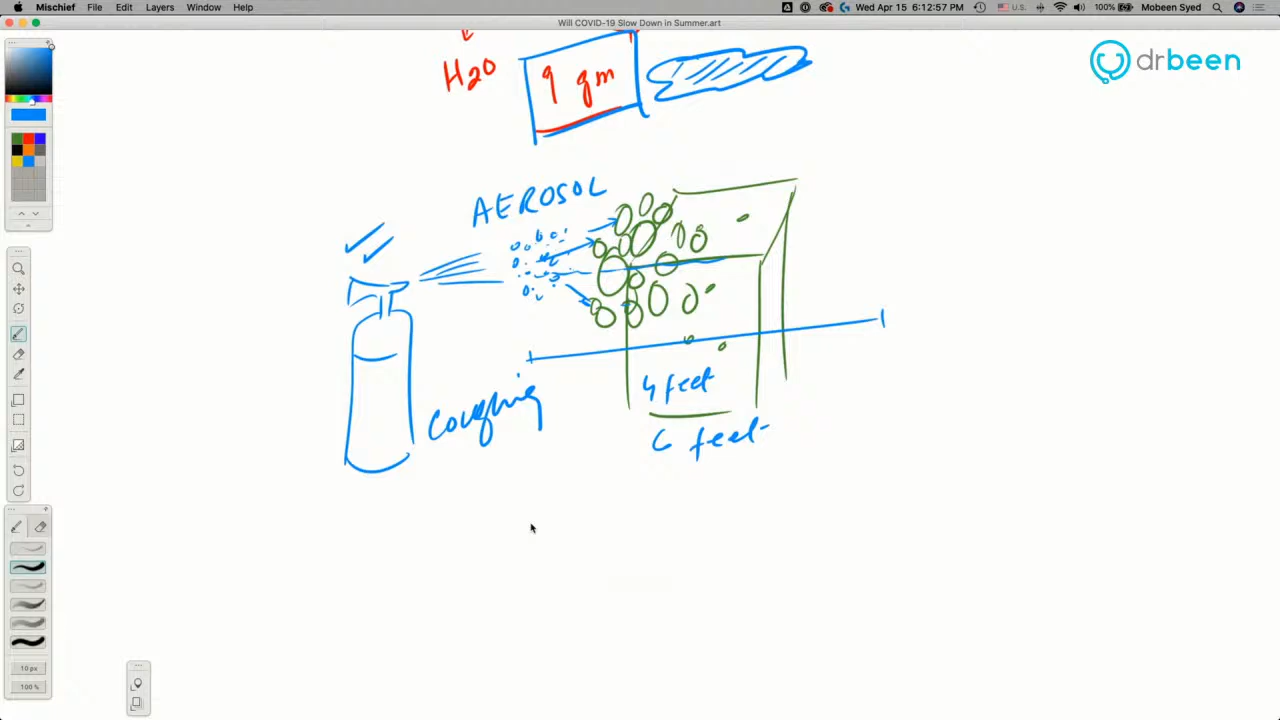 Mischief File Edit Layers Window Help
U.S. 100% Wed Apr 15 6:12:57 PM Mobeen Syed
Will COVID-19 Slow Down in Summer.art
drbeen
H2O
9 gm
AEROSOL
4 feet
coughing
6 feet
10 px
100 %